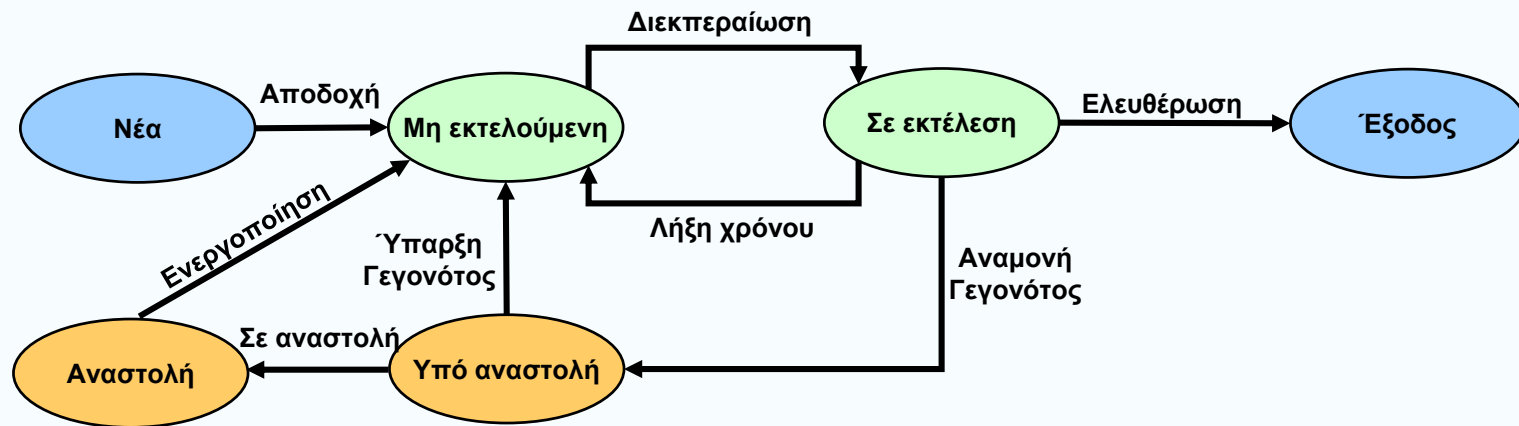 Διεκπεραίωση
Νέα
Αποδοχή
Μη εκτελούμενη
Σε εκτέλεση
Ελευθέρωση
Έξοδος
Ενεργοποίηση
Ύπαρξη
Γεγονότος
Λήξη χρόνου
Αναμονή
Γεγονότος
Αναστολή
Σε αναστολή
Υπό αναστολή